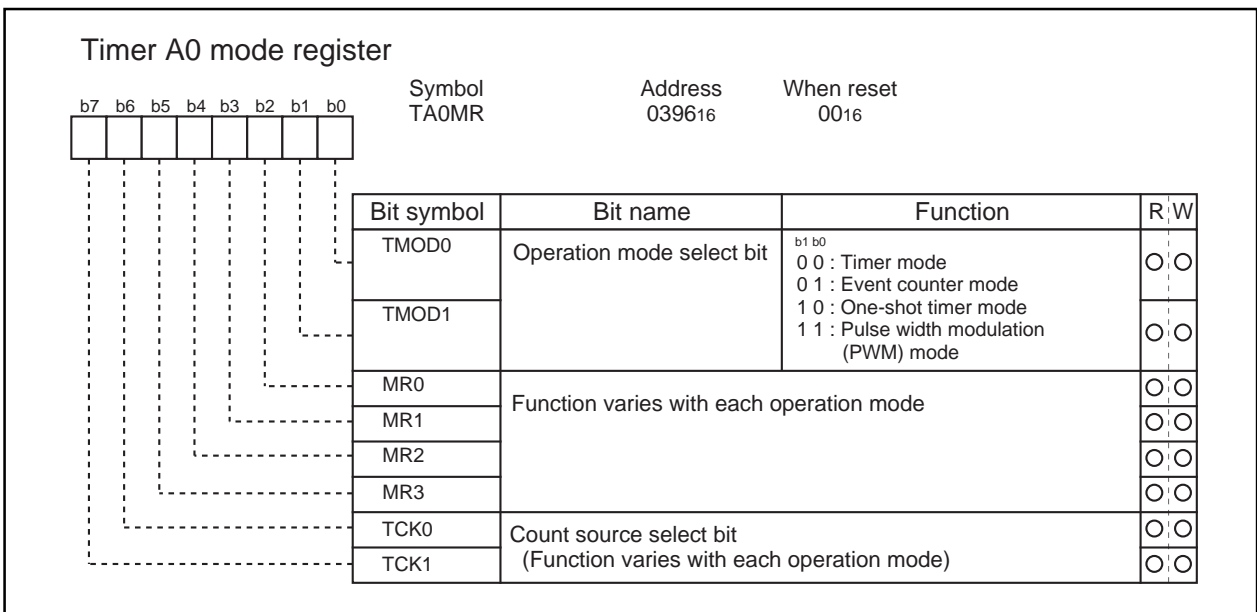 Timer A0 mode register
Symbol Address When reset
TA0MR 039616 0016
b7 b6 b5 b4 b3 b2 b1 b0
Bit symbol Bit name Function R W
TMOD0 Operation mode select bit b1 b0
0 0 : Timer mode
0 1 : Event counter mode
TMOD1 1 0 : One-shot timer mode
1 1 : Pulse width modulation
(PWM) mode
MR0 Function varies with each operation mode
MR1
MR2
MR3
TCK0 Count source select bit
TCK1 (Function varies with each operation mode)